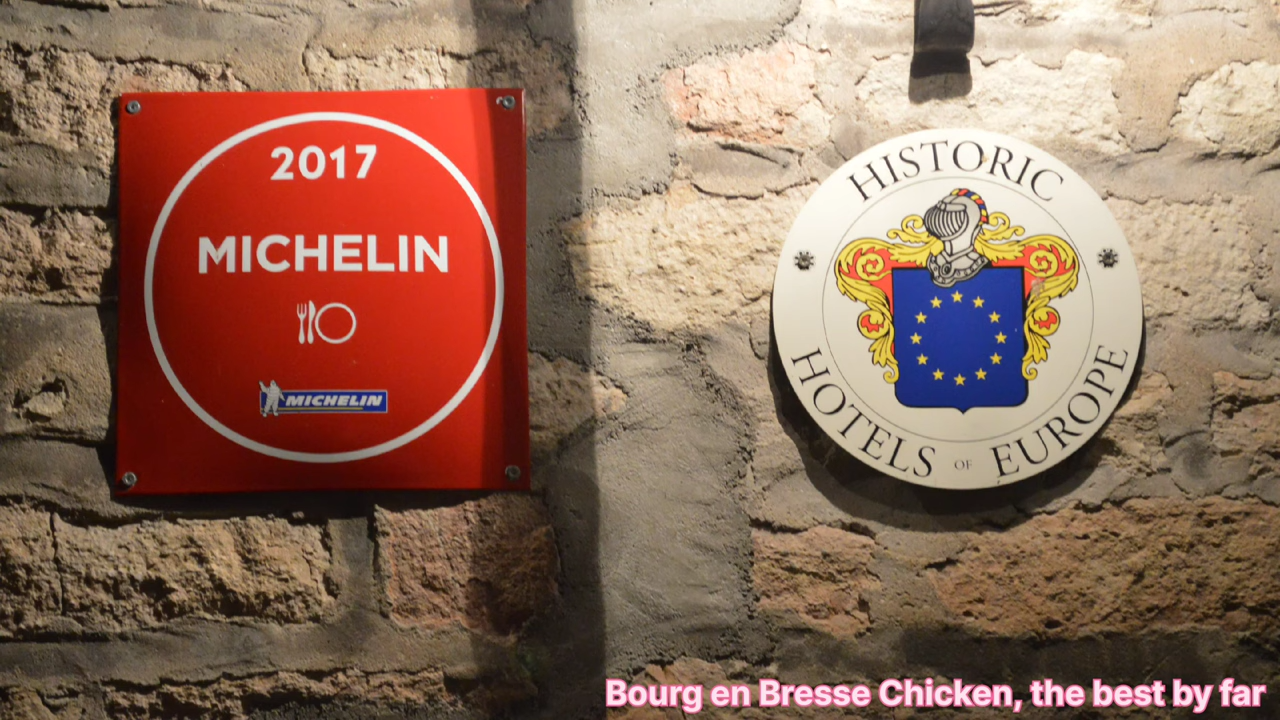 2017
MICHELIN
MICHELIN
HISTORIC
HOTELS OF EUROPE
Bourg en Bresse Chicken, the best by far